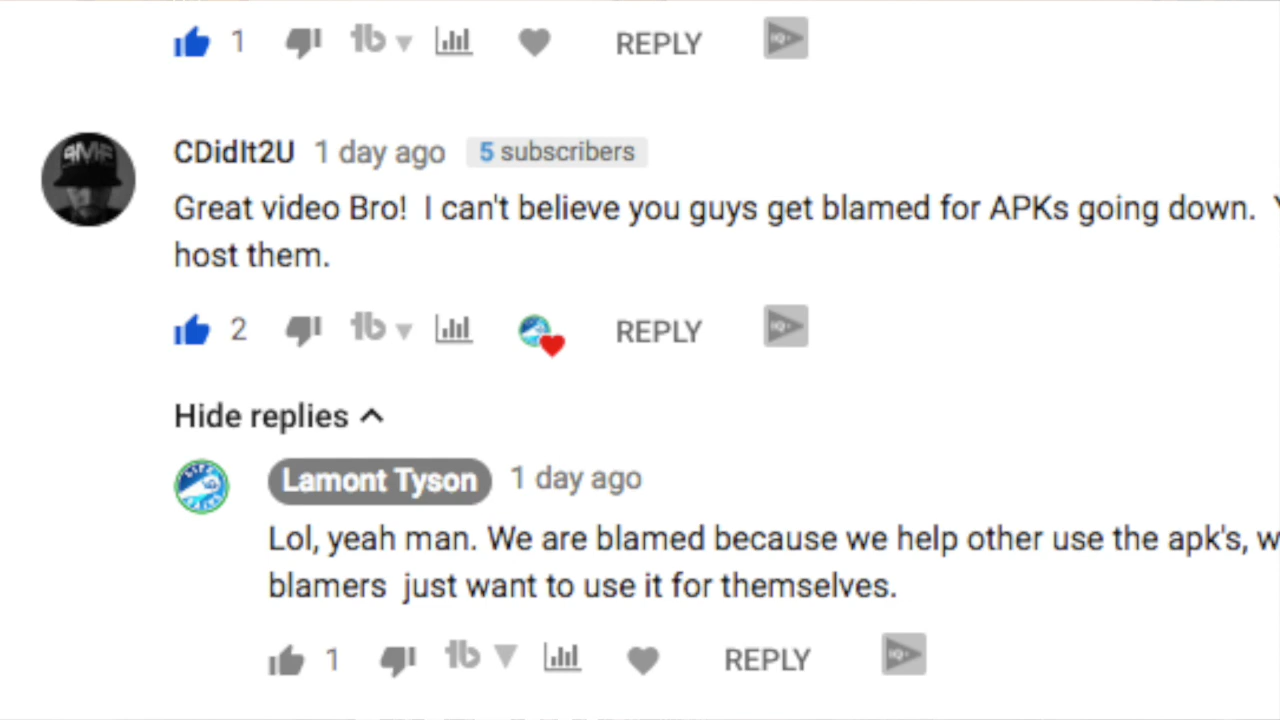 1 REPLY
CDidIt2U 1 day ago 5 subscribers
Great video Bro! I can't believe you guys get blamed for APKs going down.
host them.
2 REPLY
Hide replies
Lamont Tyson 1 day ago
Lol, yeah man. We are blamed because we help other use the apk's, w
blamers just want to use it for themselves.
1 REPLY